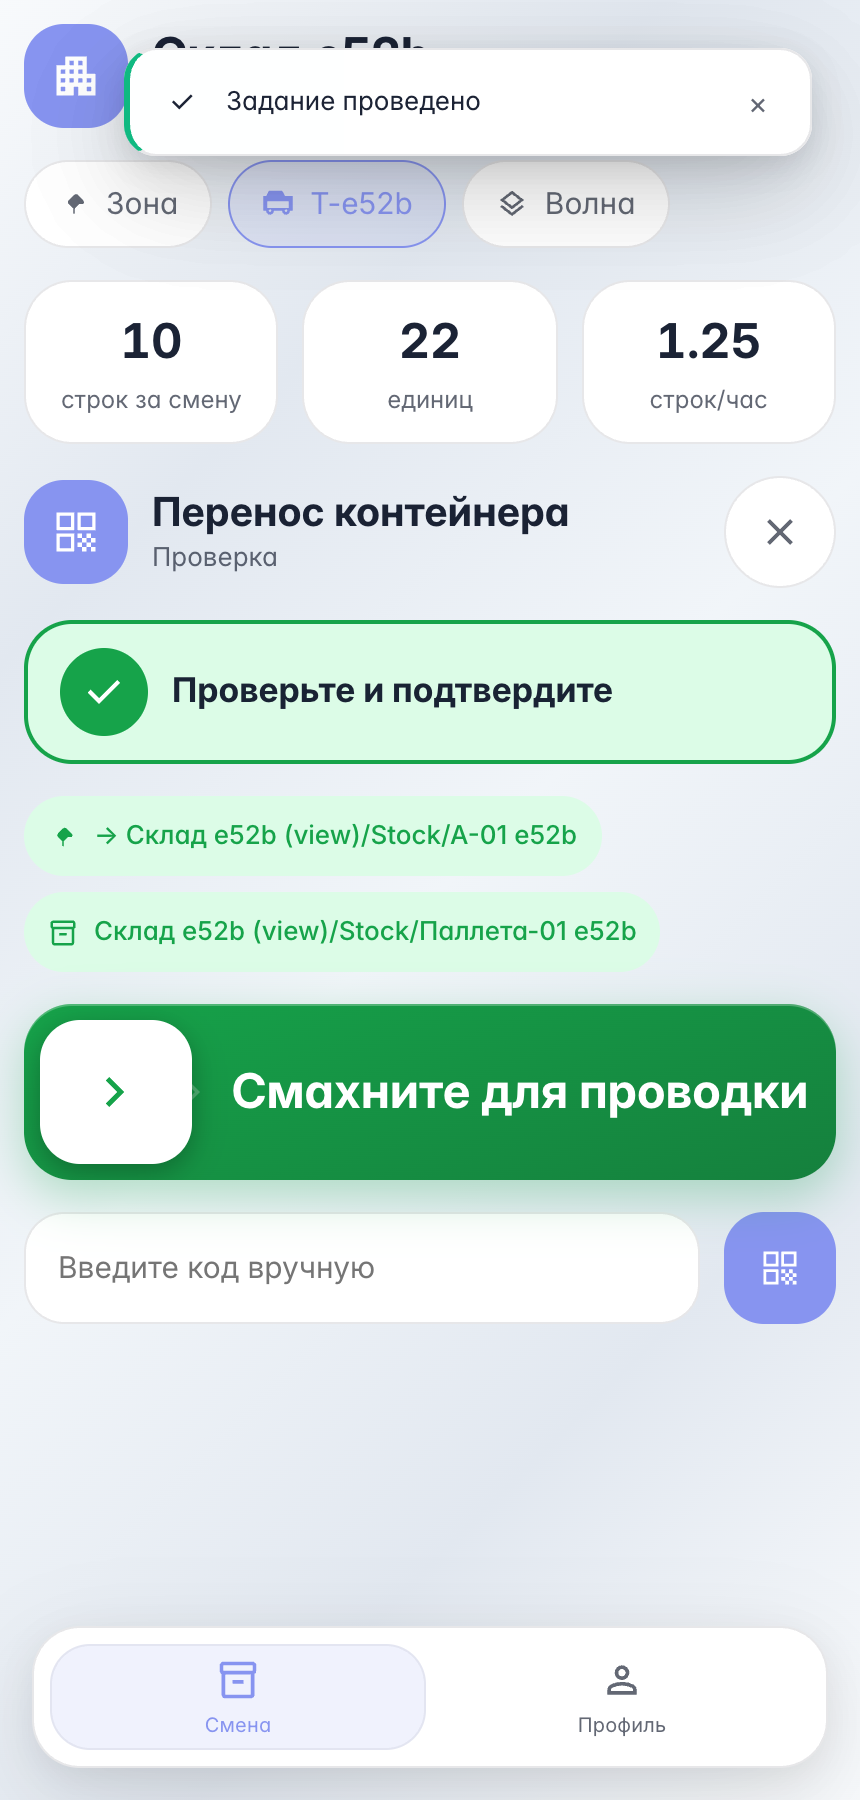 Склад e52b
Задание проведено
Зона
T-e52b
Волна
10
22
1.25
строк за смену
единиц
строк/час
Перенос контейнера
Проверка
Проверьте и подтвердите
→ Склад e52b (view)/Stock/A-01 e52b
Склад e52b (view)/Stock/Паллета-01 e52b
Смахните для проводки
Введите код вручную
Смена
Профиль